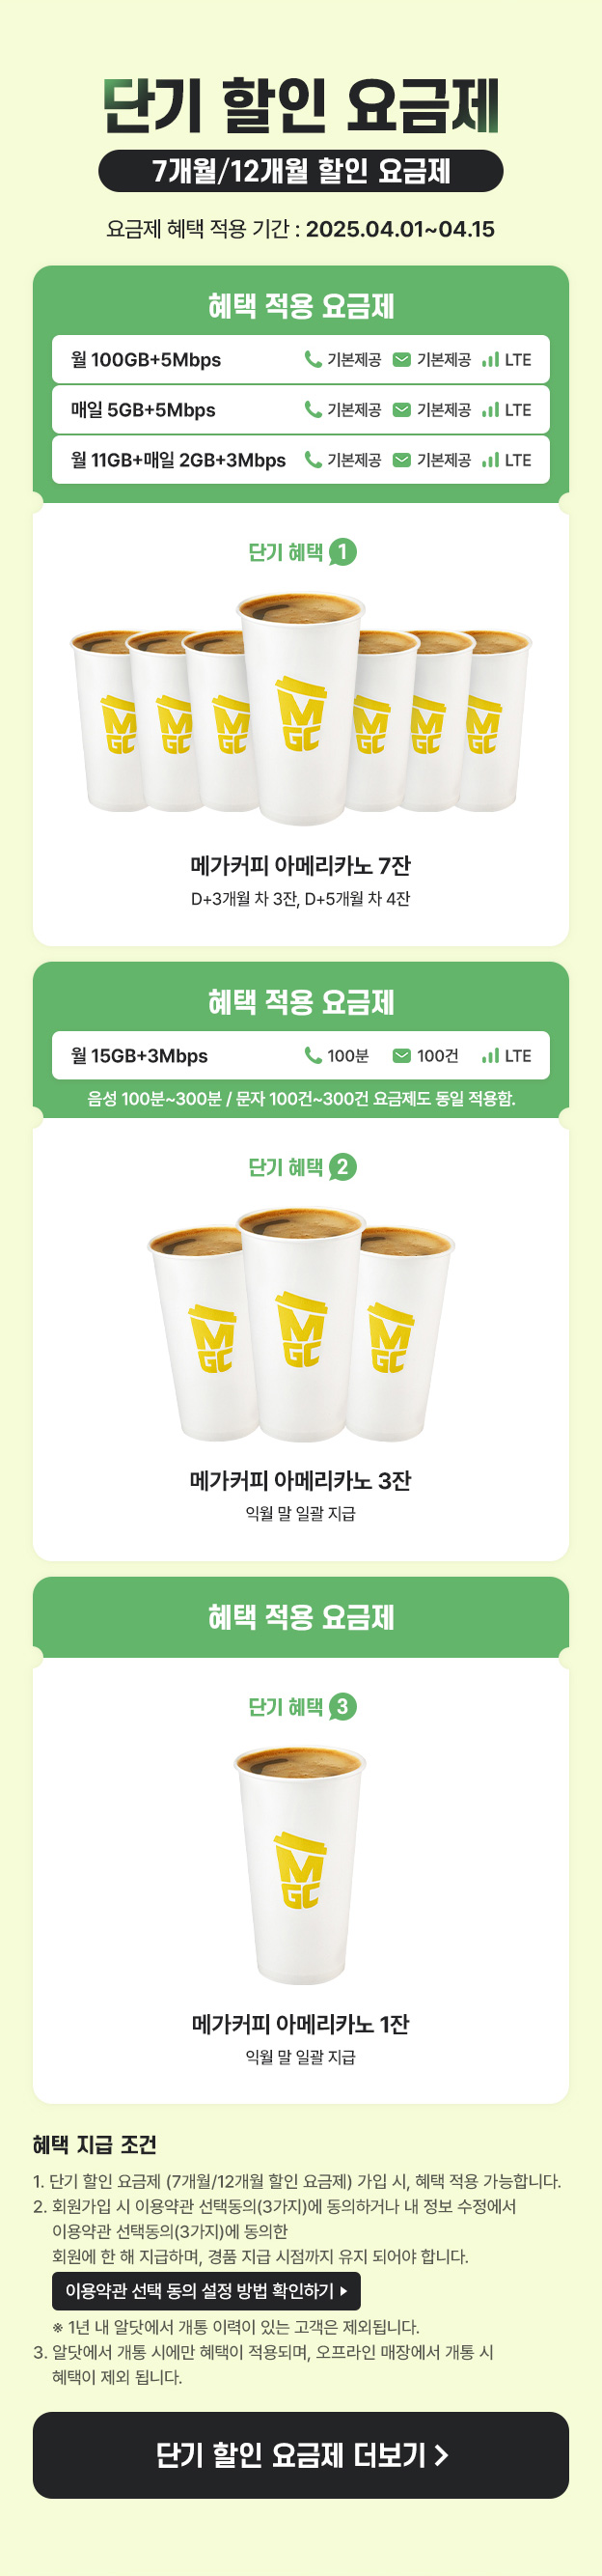 단기 할인 요금제
7개월/12개월 할인 요금제
요금제 혜택 적용 기간 : 2025.04.01~04.15
혜택 적용 요금제
월 100GB+5Mbps 기본제공 기본제공 LTE
매일 5GB+5Mbps 기본제공 기본제공 LTE
월 11GB+매일 2GB+3Mbps 기본제공 기본제공 LTE
단기 혜택 1
MGC MGC MGC MGC MGC MGC MGC
메가커피 아메리카노 7잔
D+3개월 차 3잔, D+5개월 차 4잔
혜택 적용 요금제
월 15GB+3Mbps 100분 100건 LTE
음성 100분~300분 / 문자 100건~300건 요금제도 동일 적용함.
단기 혜택 2
MGC MGC MGC
메가커피 아메리카노 3잔
익월 말 일괄 지급
혜택 적용 요금제
단기 혜택 3
MGC
메가커피 아메리카노 1잔
익월 말 일괄 지급
혜택 지급 조건
1. 단기 할인 요금제 (7개월/12개월 할인 요금제) 가입 시, 혜택 적용 가능합니다.
2. 회원가입 시 이용약관 선택동의(3가지)에 동의하거나 내 정보 수정에서
이용약관 선택동의(3가지)에 동의한
회원에 한 해 지급하며, 경품 지급 시점까지 유지 되어야 합니다.
이용약관 선택 동의 설정 방법 확인하기 ▶
※ 1년 내 알닷에서 개통 이력이 있는 고객은 제외됩니다.
3. 알닷에서 개통 시에만 혜택이 적용되며, 오프라인 매장에서 개통 시
혜택이 제외 됩니다.
단기 할인 요금제 더보기 >